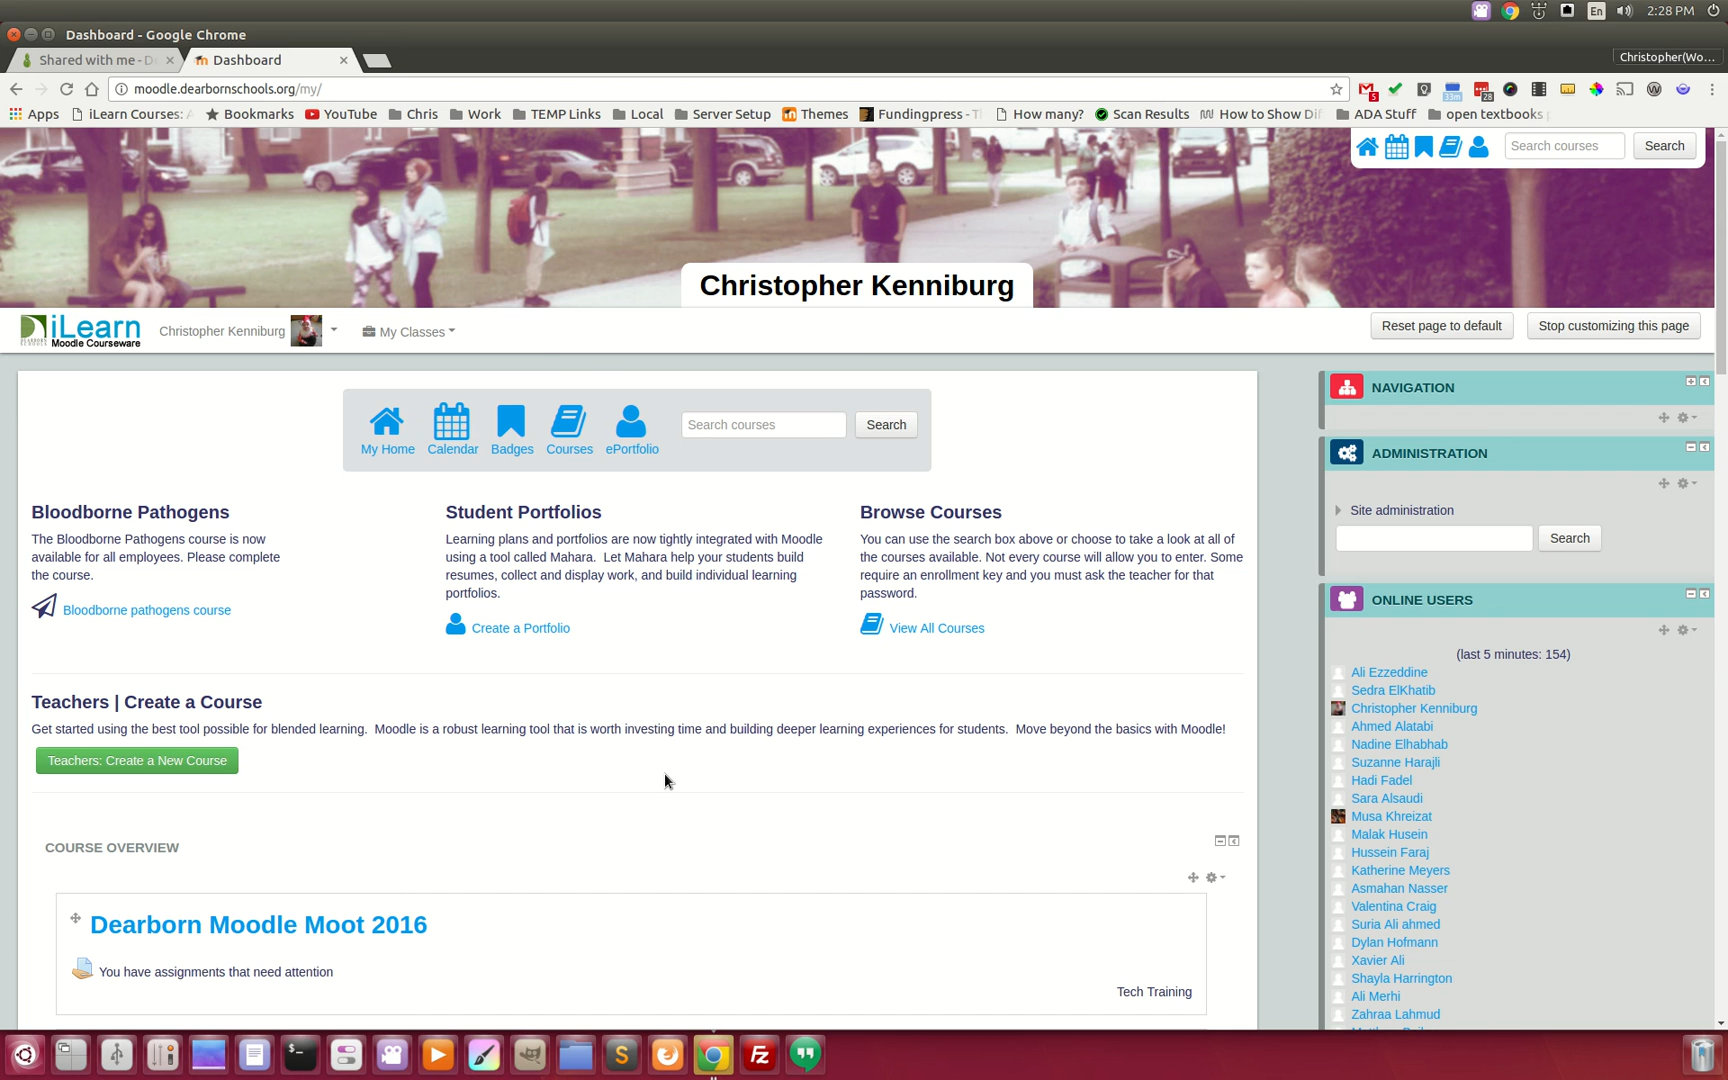 En
2:28 PM
Dashboard - Google Chrome
Shared with me - D
Dashboard
Christopher(Wo...
moodle.dearbornschools.org/my/
5
33m
28
Apps
iLearn Courses:
Bookmarks
YouTube
Chris
Work
TEMP Links
Local
Server Setup
Themes
Fundingpress - T
How many?
Scan Results
How to Show Di
ADA Stuff
open textbooks
Search courses
Search
Christopher Kenniburg
iLearn
Moodle Courseware
Christopher Kenniburg
My Classes
Reset page to default
Stop customizing this page
My Home
Calendar
Badges
Courses
ePortfolio
Search courses
Search
Bloodborne Pathogens
The Bloodborne Pathogens course is now
available for all employees. Please complete
the course.
Bloodborne pathogens course
Student Portfolios
Learning plans and portfolios are now tightly integrated with Moodle
using a tool called Mahara.  Let Mahara help your students build
resumes, collect and display work, and build individual learning
portfolios.
Create a Portfolio
Browse Courses
You can use the search box above or choose to take a look at all of
the courses available. Not every course will allow you to enter. Some
require an enrollment key and you must ask the teacher for that
password.
View All Courses
Teachers | Create a Course
Get started using the best tool possible for blended learning.  Moodle is a robust learning tool that is worth investing time and building deeper learning experiences for students.  Move beyond the basics with Moodle!
Teachers: Create a New Course
COURSE OVERVIEW
Dearborn Moodle Moot 2016
You have assignments that need attention
Tech Training
NAVIGATION
ADMINISTRATION
Site administration
Search
ONLINE USERS
(last 5 minutes: 154)
Ali Ezzeddine
Sedra ElKhatib
Christopher Kenniburg
Ahmed Alatabi
Nadine Elhabhab
Suzanne Harajli
Hadi Fadel
Sara Alsaudi
Musa Khreizat
Malak Husein
Hussein Faraj
Katherine Meyers
Asmahan Nasser
Valentina Craig
Suria Ali ahmed
Dylan Hofmann
Xavier Ali
Shayla Harrington
Ali Merhi
Zahraa Lahmud